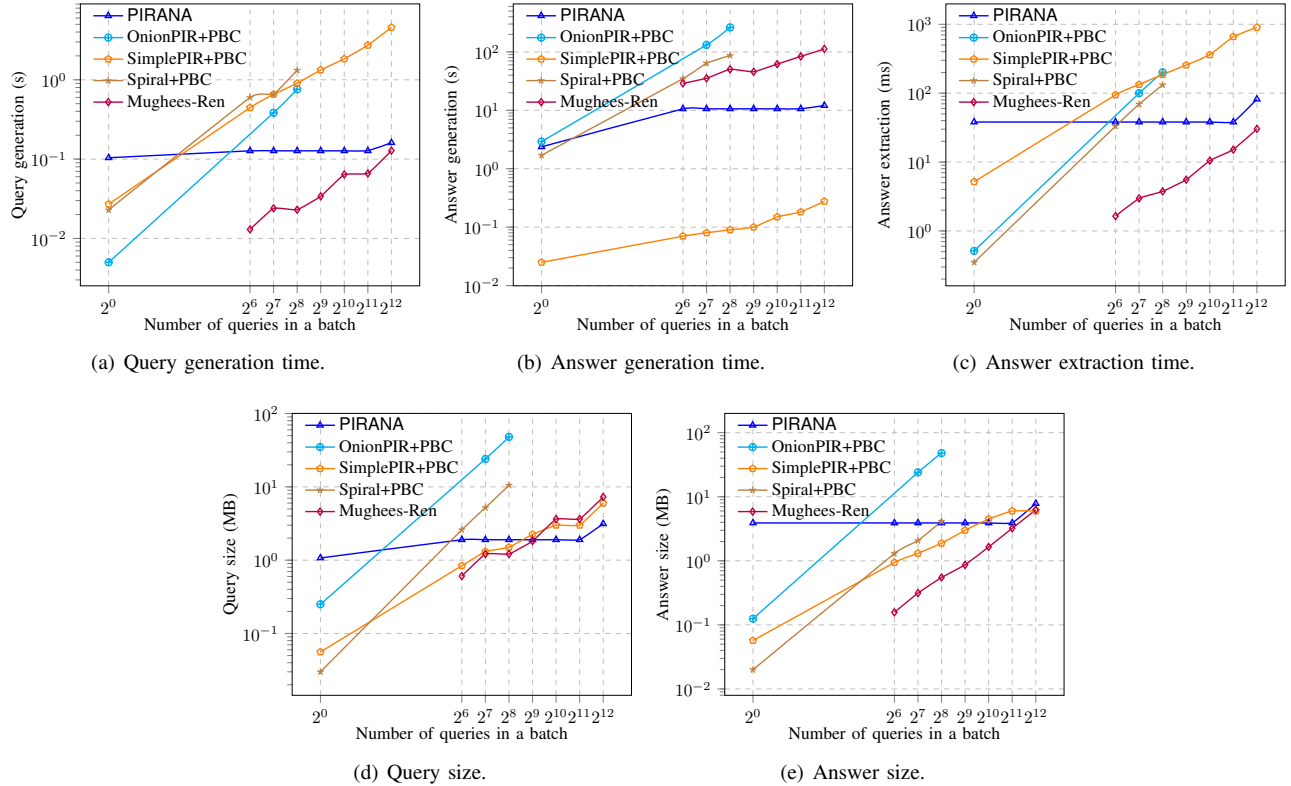 PIRANA
OnionPIR+PBC
SimplePIR+PBC
Spiral+PBC
Mughees-Ren
10^0
10^−1
10^−2
Query generation (s)
2^0 2^6 2^7 2^8 2^9 2^10 2^11 2^12
Number of queries in a batch
(a) Query generation time.
PIRANA
OnionPIR+PBC
SimplePIR+PBC
Spiral+PBC
Mughees-Ren
10^2
10^1
10^0
10^−1
10^−2
Answer generation (s)
2^0 2^6 2^7 2^8 2^9 2^10 2^11 2^12
Number of queries in a batch
(b) Answer generation time.
PIRANA
OnionPIR+PBC
SimplePIR+PBC
Spiral+PBC
Mughees-Ren
10^3
10^2
10^1
10^0
Answer extraction (ms)
2^0 2^6 2^7 2^8 2^9 2^10 2^11 2^12
Number of queries in a batch
(c) Answer extraction time.
PIRANA
OnionPIR+PBC
SimplePIR+PBC
Spiral+PBC
Mughees-Ren
10^2
10^1
10^0
10^−1
Query size (MB)
2^0 2^6 2^7 2^8 2^9 2^10 2^11 2^12
Number of queries in a batch
(d) Query size.
PIRANA
OnionPIR+PBC
SimplePIR+PBC
Spiral+PBC
Mughees-Ren
10^2
10^1
10^0
10^−1
10^−2
Answer size (MB)
2^0 2^6 2^7 2^8 2^9 2^10 2^11 2^12
Number of queries in a batch
(e) Answer size.